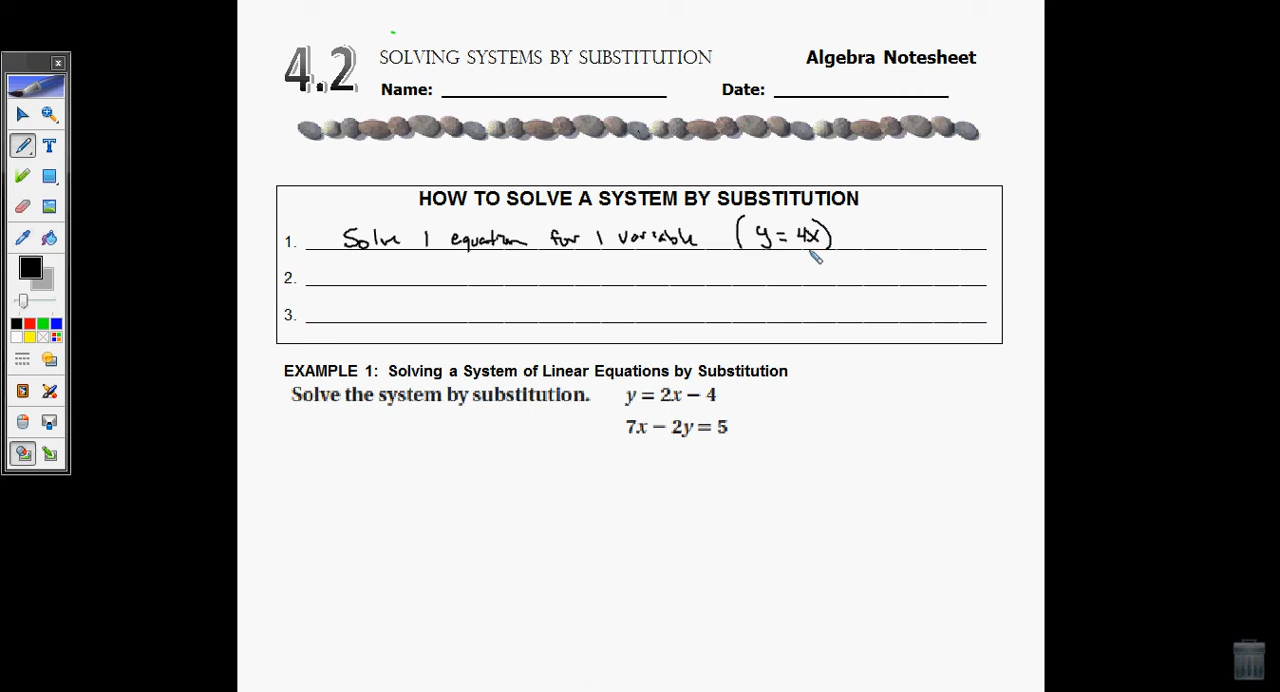 4.2 SOLVING SYSTEMS BY SUBSTITUTION Algebra Notesheet
Name: Date:
HOW TO SOLVE A SYSTEM BY SUBSTITUTION
1. Solve 1 equation for 1 variable (y = 4x)
2.
3.
EXAMPLE 1: Solving a System of Linear Equations by Substitution
Solve the system by substitution. y = 2x − 4
7x − 2y = 5